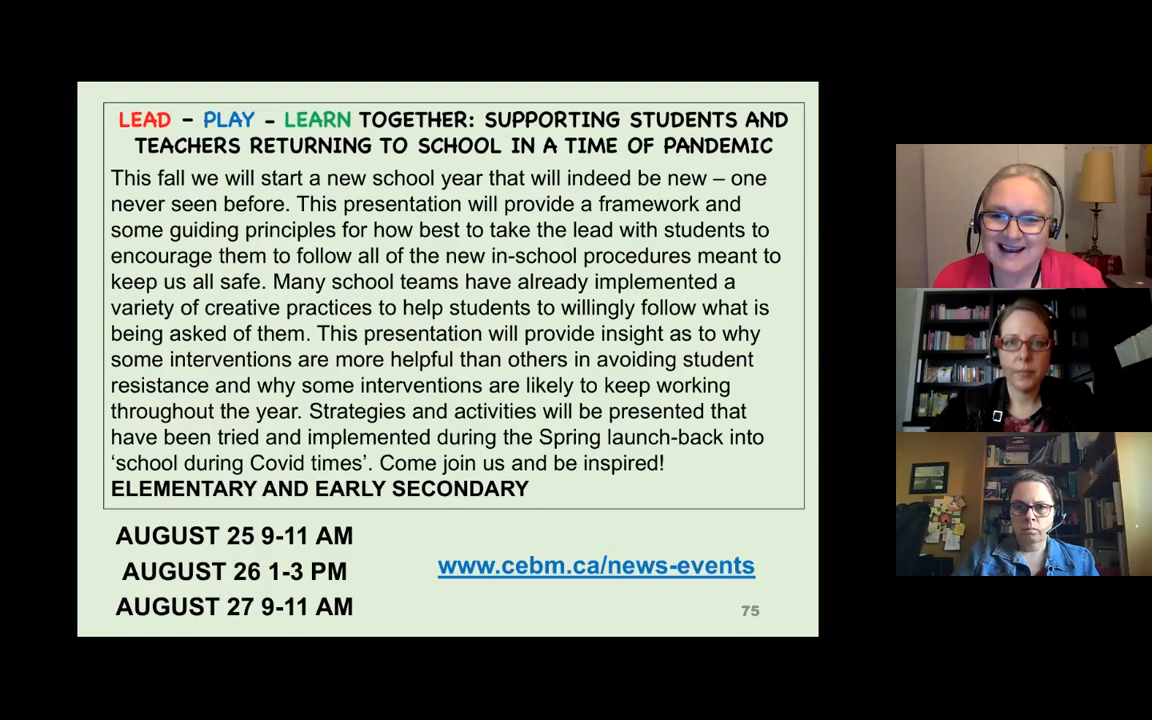 LEAD – PLAY – LEARN TOGETHER: SUPPORTING STUDENTS AND
TEACHERS RETURNING TO SCHOOL IN A TIME OF PANDEMIC
This fall we will start a new school year that will indeed be new – one
never seen before. This presentation will provide a framework and
some guiding principles for how best to take the lead with students to
encourage them to follow all of the new in-school procedures meant to
keep us all safe. Many school teams have already implemented a
variety of creative practices to help students to willingly follow what is
being asked of them. This presentation will provide insight as to why
some interventions are more helpful than others in avoiding student
resistance and why some interventions are likely to keep working
throughout the year. Strategies and activities will be presented that
have been tried and implemented during the Spring launch-back into
‘school during Covid times’. Come join us and be inspired!
ELEMENTARY AND EARLY SECONDARY
AUGUST 25 9-11 AM
AUGUST 26 1-3 PM
AUGUST 27 9-11 AM
www.cebm.ca/news-events
75